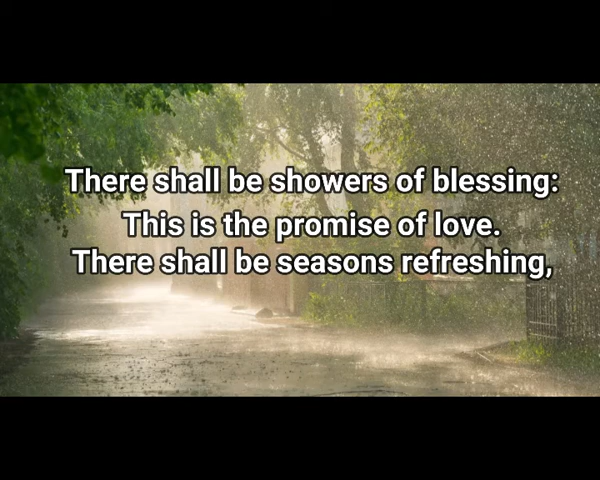 There shall be showers of blessing:
This is the promise of love.
There shall be seasons refreshing,